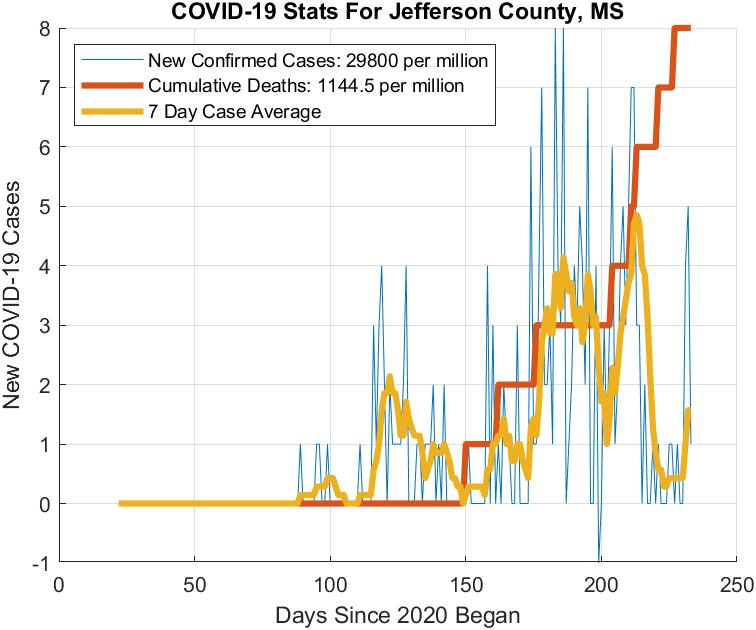 COVID-19 Stats For Jefferson County, MS
New Confirmed Cases: 29800 per million
Cumulative Deaths: 1144.5 per million
7 Day Case Average
New COVID-19 Cases
8
7
6
5
4
3
2
1
0
-1
0 50 100 150 200 250
Days Since 2020 Began